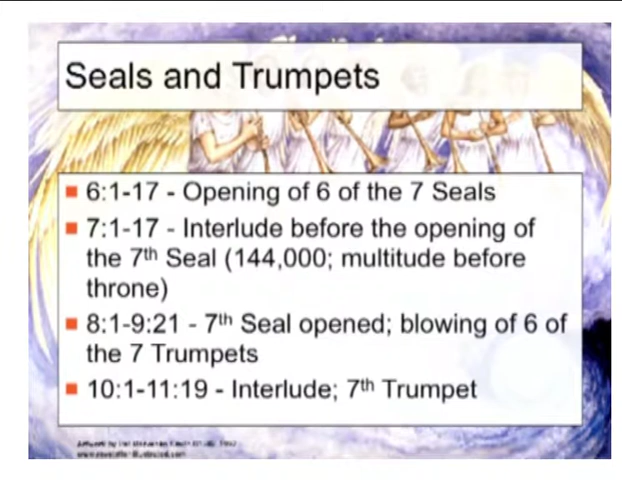 Seals and Trumpets
6:1-17 - Opening of 6 of the 7 Seals
7:1-17 - Interlude before the opening of
the 7th Seal (144,000; multitude before
throne)
8:1-9:21 - 7th Seal opened; blowing of 6 of
the 7 Trumpets
10:1-11:19 - Interlude; 7th Trumpet
Artwork by